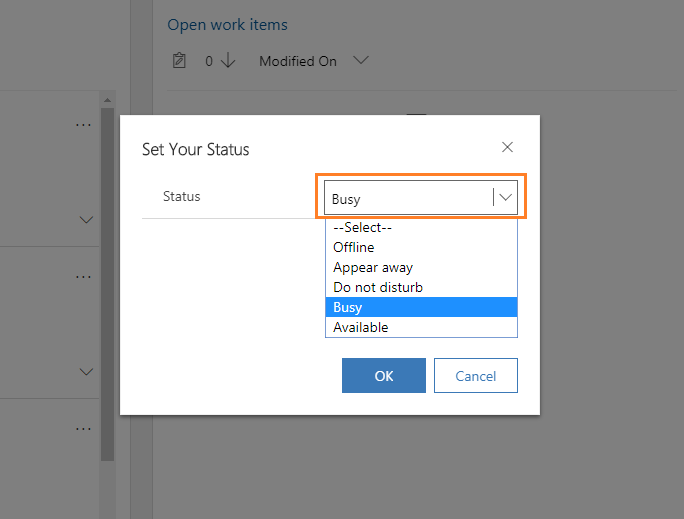 Open work items
0 Modified On
Set Your Status
Status
Busy
--Select--
Offline
Appear away
Do not disturb
Busy
Available
OK Cancel